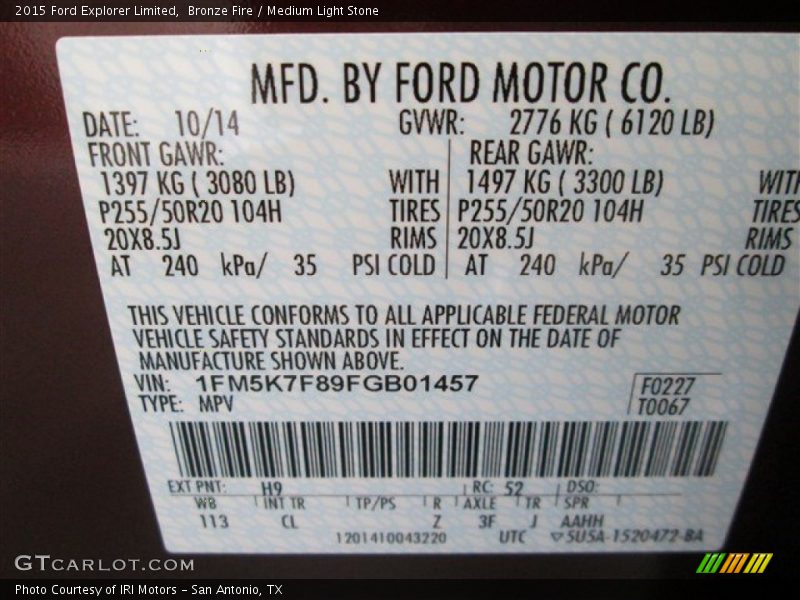 2015 Ford Explorer Limited,  Bronze Fire / Medium Light Stone
MFD. BY FORD MOTOR CO.
DATE: 10/14 GVWR: 2776 KG ( 6120 LB)
FRONT GAWR: REAR GAWR:
1397 KG ( 3080 LB) WITH 1497 KG ( 3300 LB) WITH
P255/50R20 104H TIRES P255/50R20 104H TIRES
20X8.5J RIMS 20X8.5J RIMS
AT 240 kPa/ 35 PSI COLD AT 240 kPa/ 35 PSI COLD
THIS VEHICLE CONFORMS TO ALL APPLICABLE FEDERAL MOTOR
VEHICLE SAFETY STANDARDS IN EFFECT ON THE DATE OF
MANUFACTURE SHOWN ABOVE.
VIN: 1FM5K7F89FGB01457 F0227
TYPE: MPV T0067
EXT PNT: H9 RC: 52 DSO:
WB INT TR TP/PS R AXLE TR SPR
113 CL Z 3F J AAHH
1201410043220 UTC ▽5U5A-1520472-BA
GTCARLOT.COM
Photo Courtesy of IRI Motors - San Antonio, TX